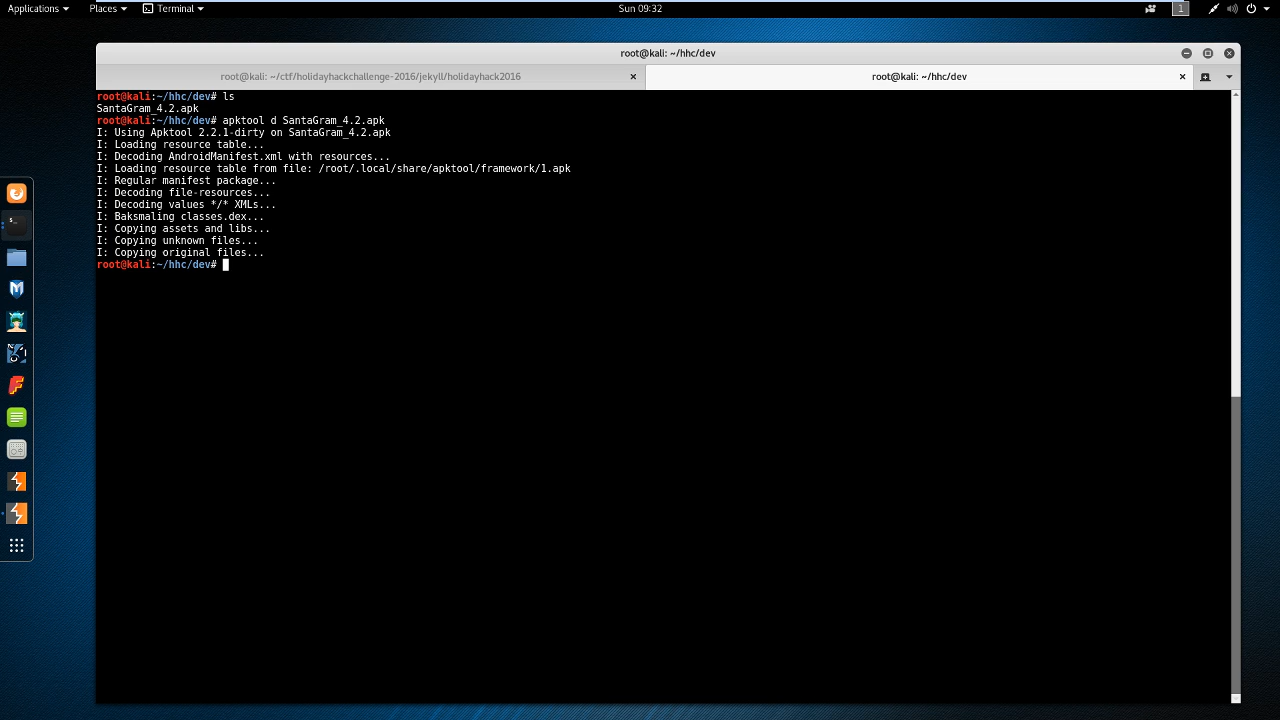 Applications Places Terminal Sun 09:32 1
root@kali: ~/hhc/dev
root@kali: ~/ctf/holidayhackchallenge-2016/jekyll/holidayhack2016 root@kali: ~/hhc/dev
root@kali:~/hhc/dev# ls
SantaGram_4.2.apk
root@kali:~/hhc/dev# apktool d SantaGram_4.2.apk
I: Using Apktool 2.2.1-dirty on SantaGram_4.2.apk
I: Loading resource table...
I: Decoding AndroidManifest.xml with resources...
I: Loading resource table from file: /root/.local/share/apktool/framework/1.apk
I: Regular manifest package...
I: Decoding file-resources...
I: Decoding values */* XMLs...
I: Baksmaling classes.dex...
I: Copying assets and libs...
I: Copying unknown files...
I: Copying original files...
root@kali:~/hhc/dev#